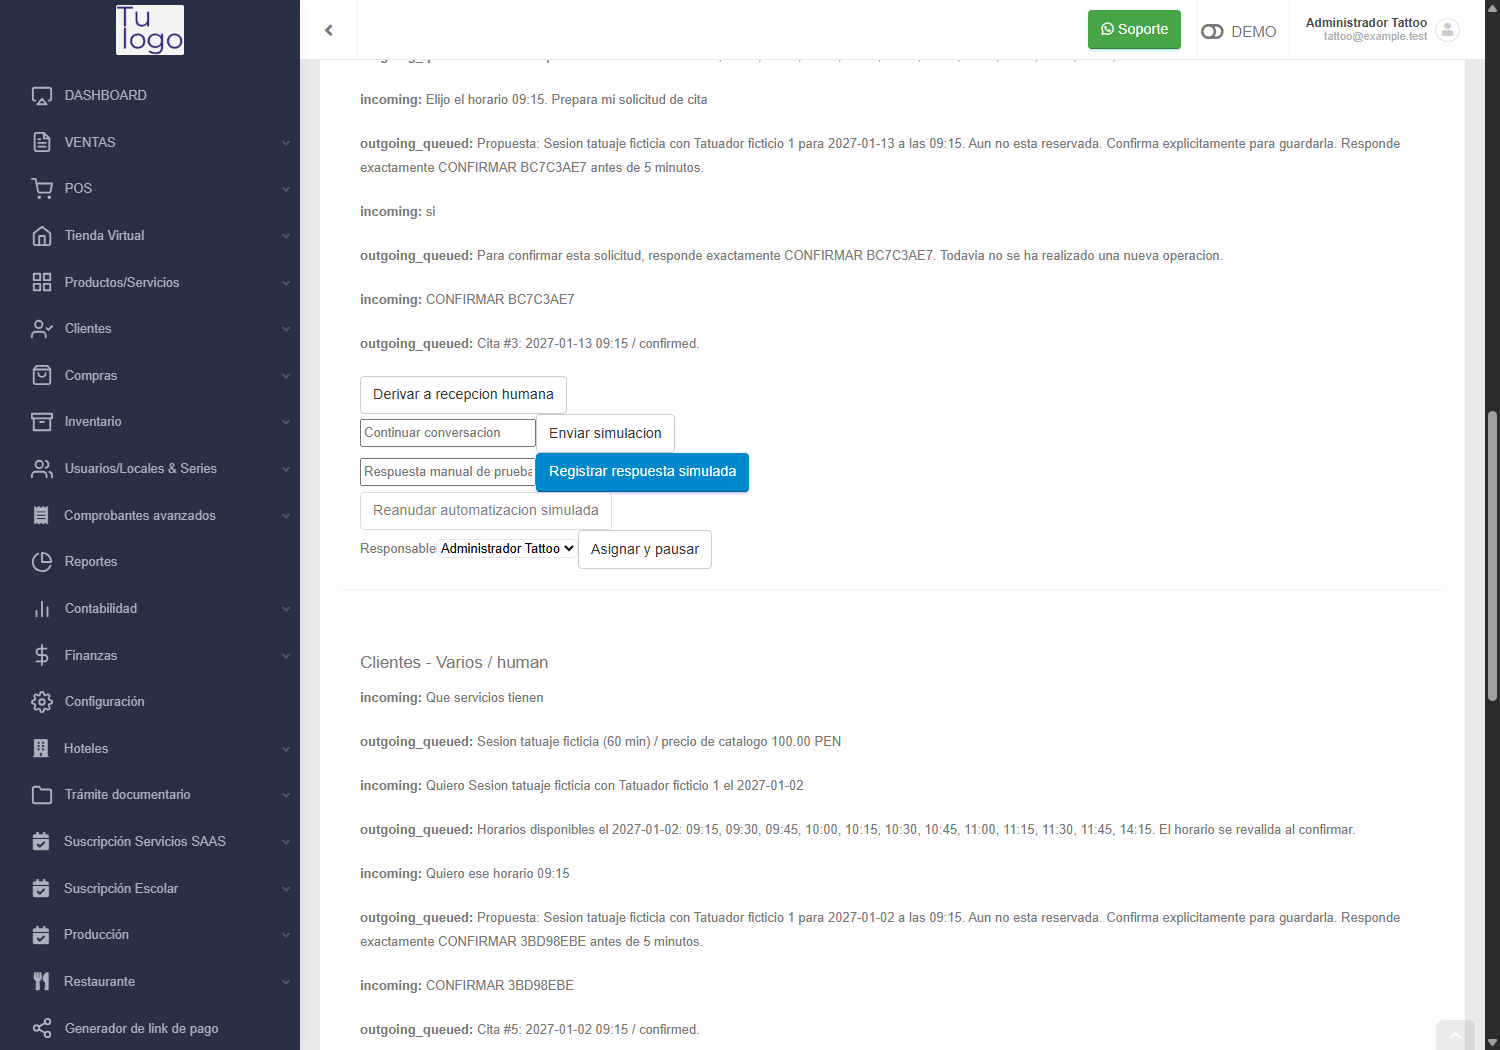 Tu
logo
DASHBOARD
VENTAS
POS
Tienda Virtual
Productos/Servicios
Clientes
Compras
Inventario
Usuarios/Locales & Series
Comprobantes avanzados
Reportes
Contabilidad
Finanzas
Configuración
Hoteles
Trámite documentario
Suscripción Servicios SAAS
Suscripción Escolar
Producción
Restaurante
Generador de link de pago
Soporte
DEMO
Administrador Tattoo
tattoo@example.test
incoming: Elijo el horario 09:15. Prepara mi solicitud de cita
outgoing_queued: Propuesta: Sesion tatuaje ficticia con Tatuador ficticio 1 para 2027-01-13 a las 09:15. Aun no esta reservada. Confirma explicitamente para guardarla. Responde
exactamente CONFIRMAR BC7C3AE7 antes de 5 minutos.
incoming: si
outgoing_queued: Para confirmar esta solicitud, responde exactamente CONFIRMAR BC7C3AE7. Todavia no se ha realizado una nueva operacion.
incoming: CONFIRMAR BC7C3AE7
outgoing_queued: Cita #3: 2027-01-13 09:15 / confirmed.
Derivar a recepcion humana
Continuar conversacion
Enviar simulacion
Respuesta manual de prueba
Registrar respuesta simulada
Reanudar automatizacion simulada
Responsable Administrador Tattoo
Asignar y pausar
Clientes - Varios / human
incoming: Que servicios tienen
outgoing_queued: Sesion tatuaje ficticia (60 min) / precio de catalogo 100.00 PEN
incoming: Quiero Sesion tatuaje ficticia con Tatuador ficticio 1 el 2027-01-02
outgoing_queued: Horarios disponibles el 2027-01-02: 09:15, 09:30, 09:45, 10:00, 10:15, 10:30, 10:45, 11:00, 11:15, 11:30, 11:45, 14:15. El horario se revalida al confirmar.
incoming: Quiero ese horario 09:15
outgoing_queued: Propuesta: Sesion tatuaje ficticia con Tatuador ficticio 1 para 2027-01-02 a las 09:15. Aun no esta reservada. Confirma explicitamente para guardarla. Responde
exactamente CONFIRMAR 3BD98EBE antes de 5 minutos.
incoming: CONFIRMAR 3BD98EBE
outgoing_queued: Cita #5: 2027-01-02 09:15 / confirmed.